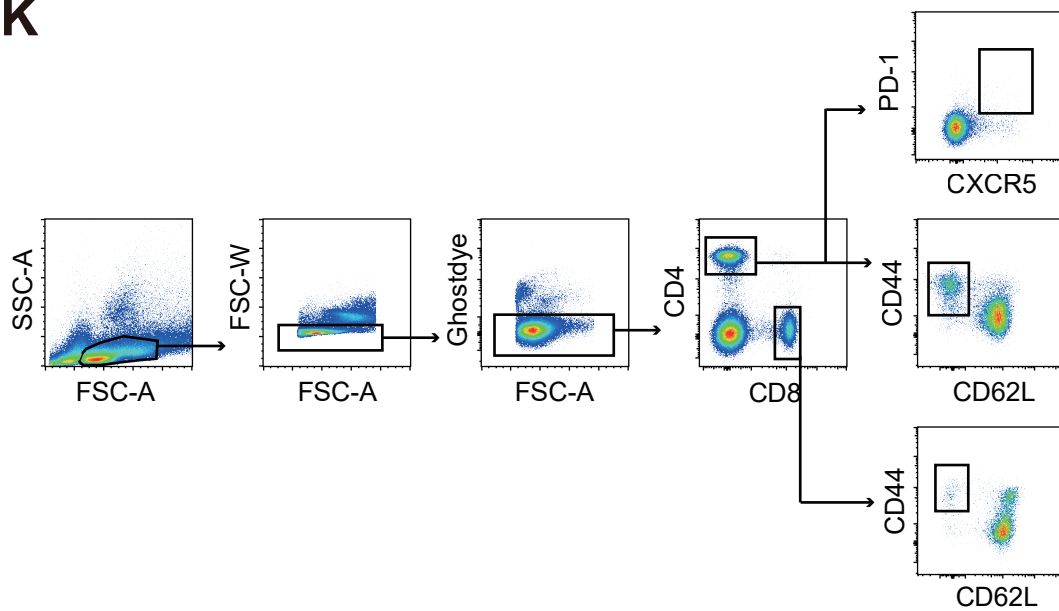 K
PD-1
CXCR5
SSC-A
FSC-A
FSC-W
FSC-A
Ghostdye
FSC-A
CD4
CD8
CD44
CD62L
CD44
CD62L